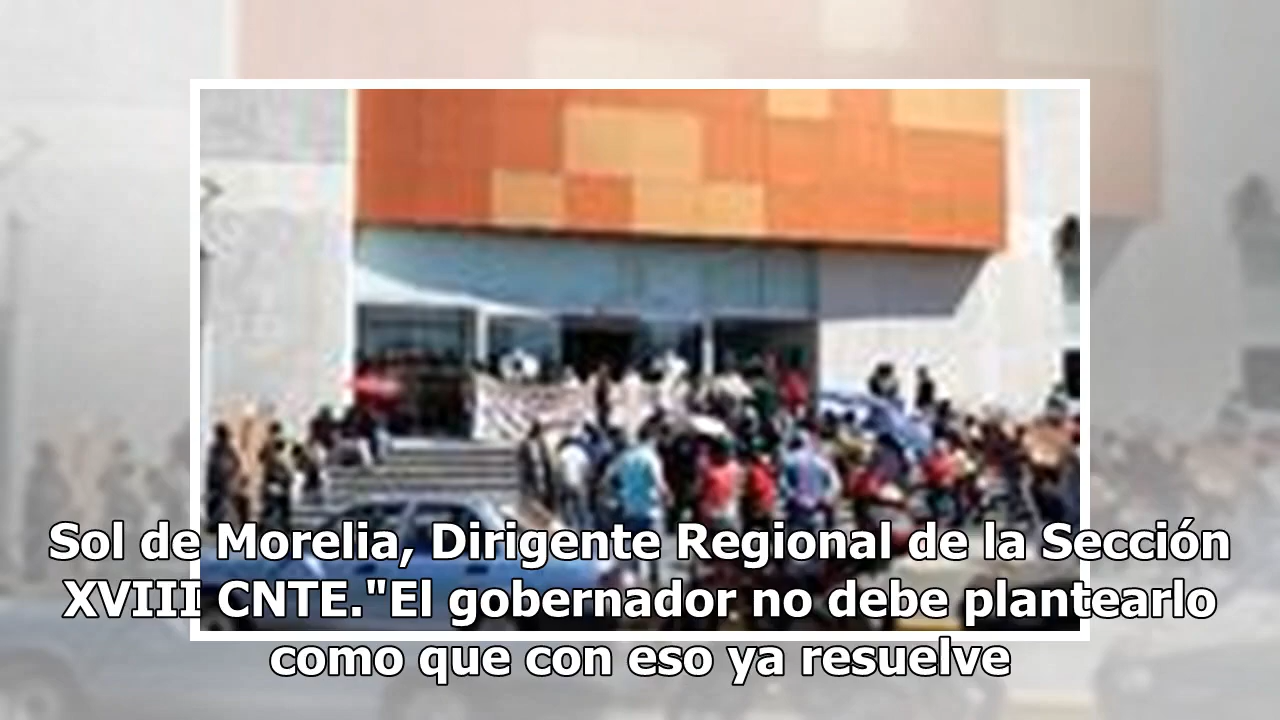 Sol de Morelia, Dirigente Regional de la Sección
XVIII CNTE."El gobernador no debe plantearlo
como que con eso ya resuelve